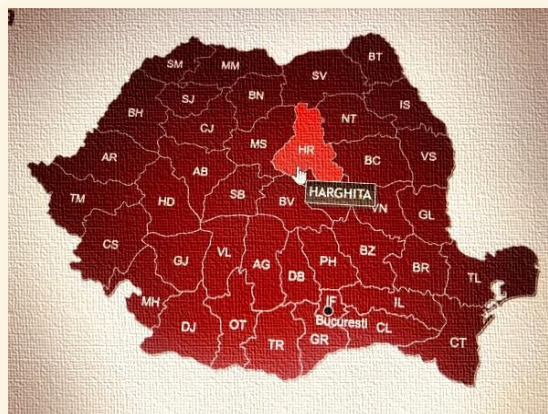 BT
SM MM SV
SJ BN IS
BH CJ NT
MS HR BC VS
AR AB
HARGHITA
TM HD SB BV VN GL
CS GJ VL AG DB PH BZ BR TL
MH IF IL
DJ OT Bucuresti CL
TR GR CT